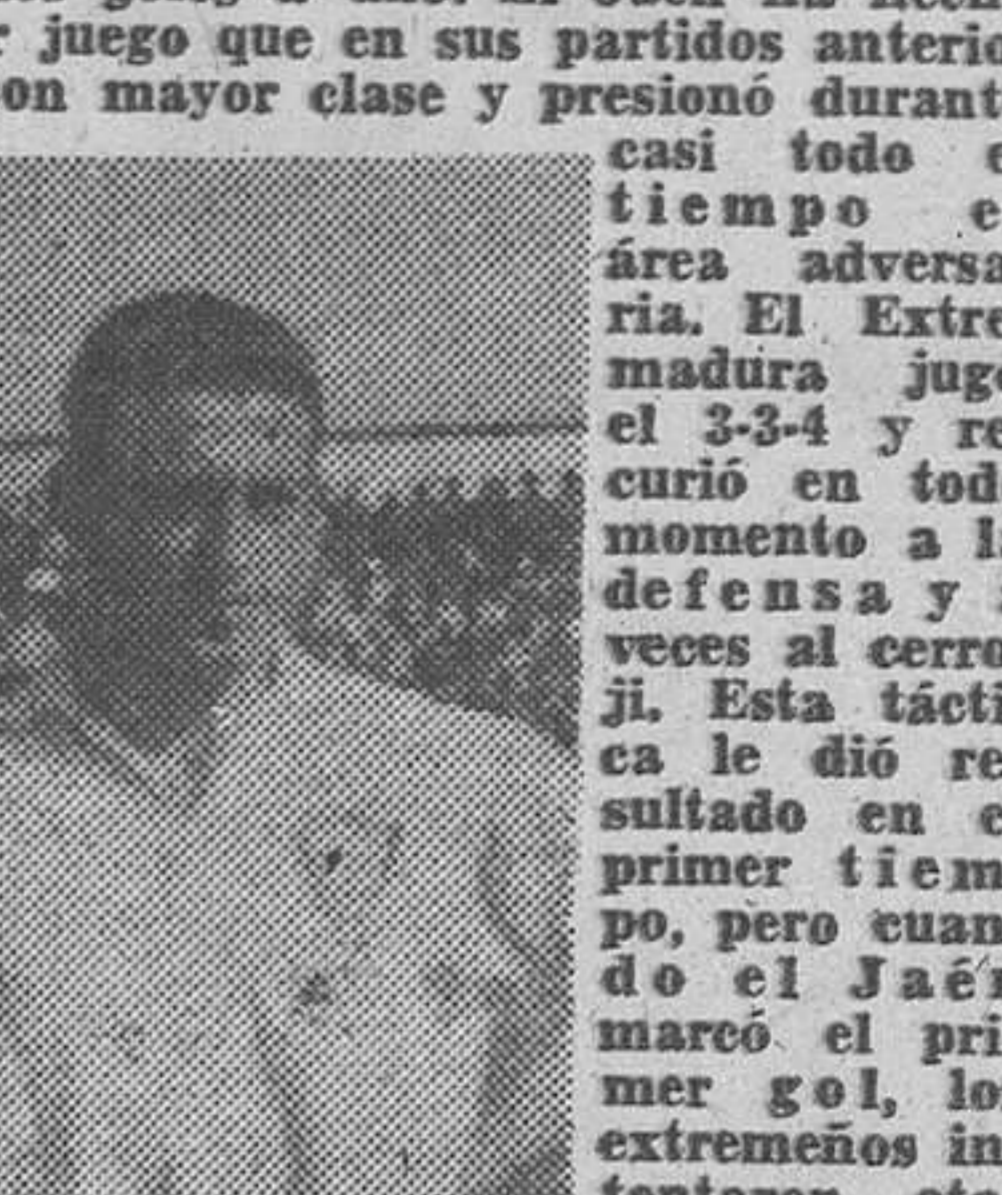 juego que en sus partidos anterio
on mayor clase y presionó durant
casi todo e
tiempo e
área adversa
ria. El Extre
madura jugo
el 3-3-4 y re
curió en tod
momento a l
defensa y
veces al cerro
ji. Esta tácti
ca le dió re
sultado en e
primer tiem
po, pero cuan
do el Jaén
marcó el pri
mer gol, lo
extremeños in